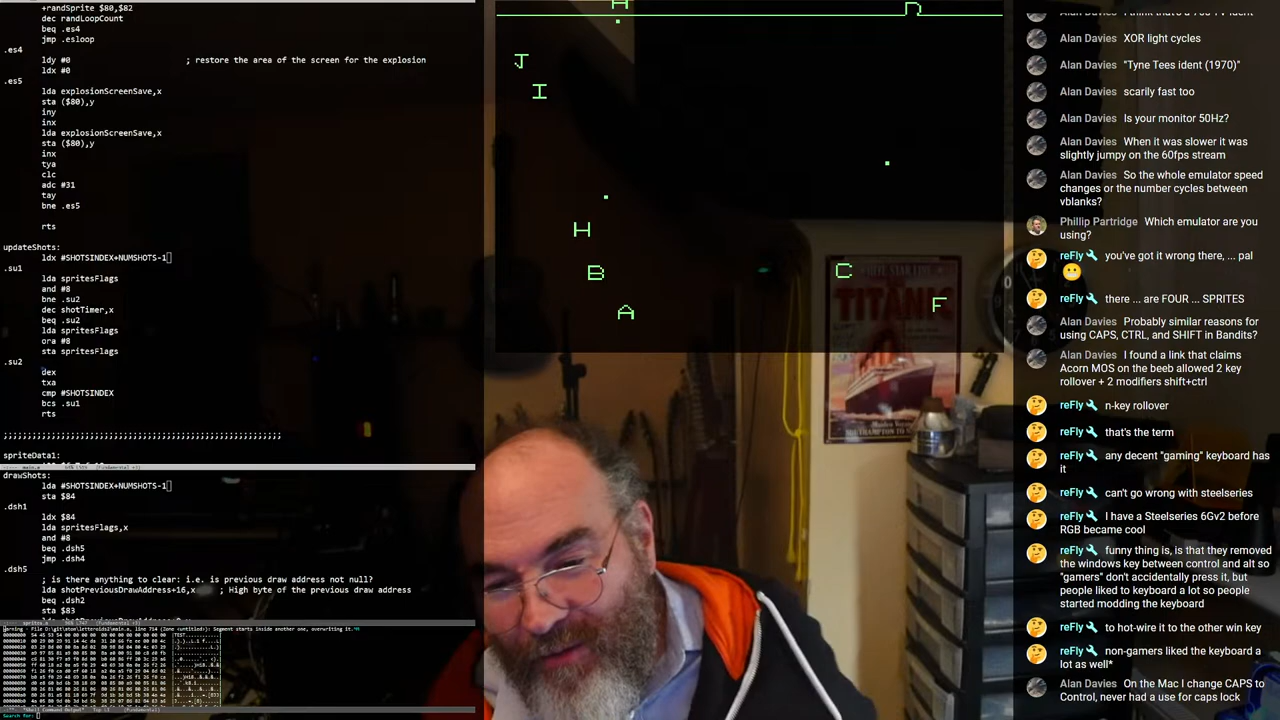 +randSprite $80,$82
dec randLoopCount
beq .es4
jmp .esloop
.es4
ldy #0 ; restore the area of the screen for the explosion
ldx #0
.es5
lda explosionScreenSave,x
sta ($80),y
iny
inx
lda explosionScreenSave,x
sta ($80),y
inx
tya
clc
adc #31
tay
bne .es5
rts
updateShots:
ldx #SHOTSINDEX+NUMSHOTS-1
.su1
lda spritesFlags
and #8
bne .su2
dec shotTimer,x
beq .su2
lda spritesFlags
ora #8
sta spritesFlags
.su2
dex
txa
cmp #SHOTSINDEX
bcs .su1
rts
;;;;;;;;;;;;;;;;;;;;;;;;;;;;;;;;;;;;;;;;;;;;;;;;;;;;;;;;
spriteData1:
drawShots:
lda #SHOTSINDEX+NUMSHOTS-1
sta $84
.dsh1
ldx $84
lda spritesFlags,x
and #8
beq .dsh5
jmp .dsh4
.dsh5
; is there anything to clear: i.e. is previous draw address not null?
lda shotPreviousDrawAddress+16,x ; High byte of the previous draw address
beq .dsh2
sta $83
Segment starts inside another one, overwriting it.
Search for:
H
D
J
I
H
B
A
C
F
WHITE STAR LINE
TITANIC
SOUTHAMPTON TO
Alan Davies XOR light cycles
Alan Davies "Tyne Tees ident (1970)"
Alan Davies scarily fast too
Alan Davies Is your monitor 50Hz?
Alan Davies When it was slower it was
slightly jumpy on the 60fps stream
Alan Davies So the whole emulator speed
changes or the number cycles between
vblanks?
Phillip Partridge Which emulator are you
using?
reFly you've got it wrong there, ... pal
reFly there ... are FOUR ... SPRITES
Alan Davies Probably similar reasons for
using CAPS, CTRL, and SHIFT in Bandits?
Alan Davies I found a link that claims
Acorn MOS on the beeb allowed 2 key
rollover + 2 modifiers shift+ctrl
reFly n-key rollover
reFly that's the term
reFly any decent "gaming" keyboard has
it
reFly can't go wrong with steelseries
reFly I have a Steelseries 6Gv2 before
RGB became cool
reFly funny thing is, is that they removed
the windows key between control and alt so
"gamers" don't accidentally press it, but
people liked to keyboard a lot so people
started modding the keyboard
reFly to hot-wire it to the other win key
reFly non-gamers liked the keyboard a
lot as well*
Alan Davies On the Mac I change CAPS to
Control, never had a use for caps lock